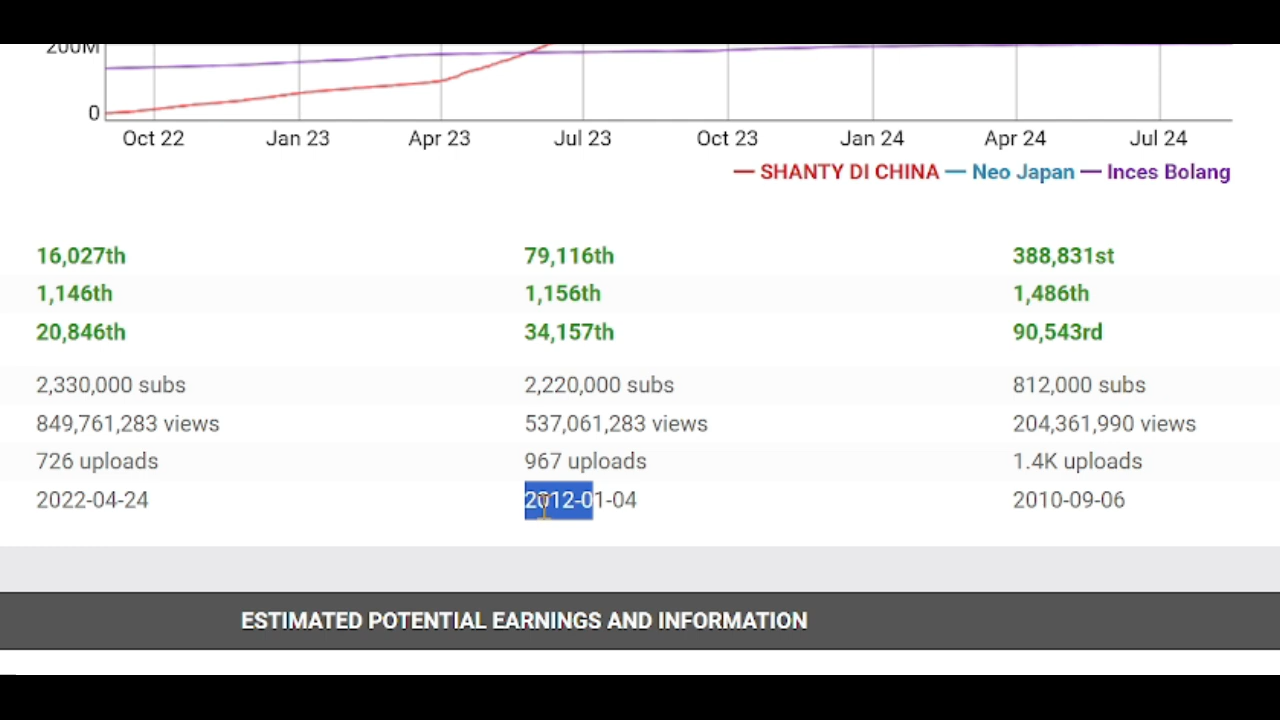 200M
0
Oct 22 Jan 23 Apr 23 Jul 23 Oct 23 Jan 24 Apr 24 Jul 24
SHANTY DI CHINA Neo Japan Inces Bolang
16,027th 79,116th 388,831st
1,146th 1,156th 1,486th
20,846th 34,157th 90,543rd
2,330,000 subs 2,220,000 subs 812,000 subs
849,761,283 views 537,061,283 views 204,361,990 views
726 uploads 967 uploads 1.4K uploads
2022-04-24 2012-01-04 2010-09-06
ESTIMATED POTENTIAL EARNINGS AND INFORMATION